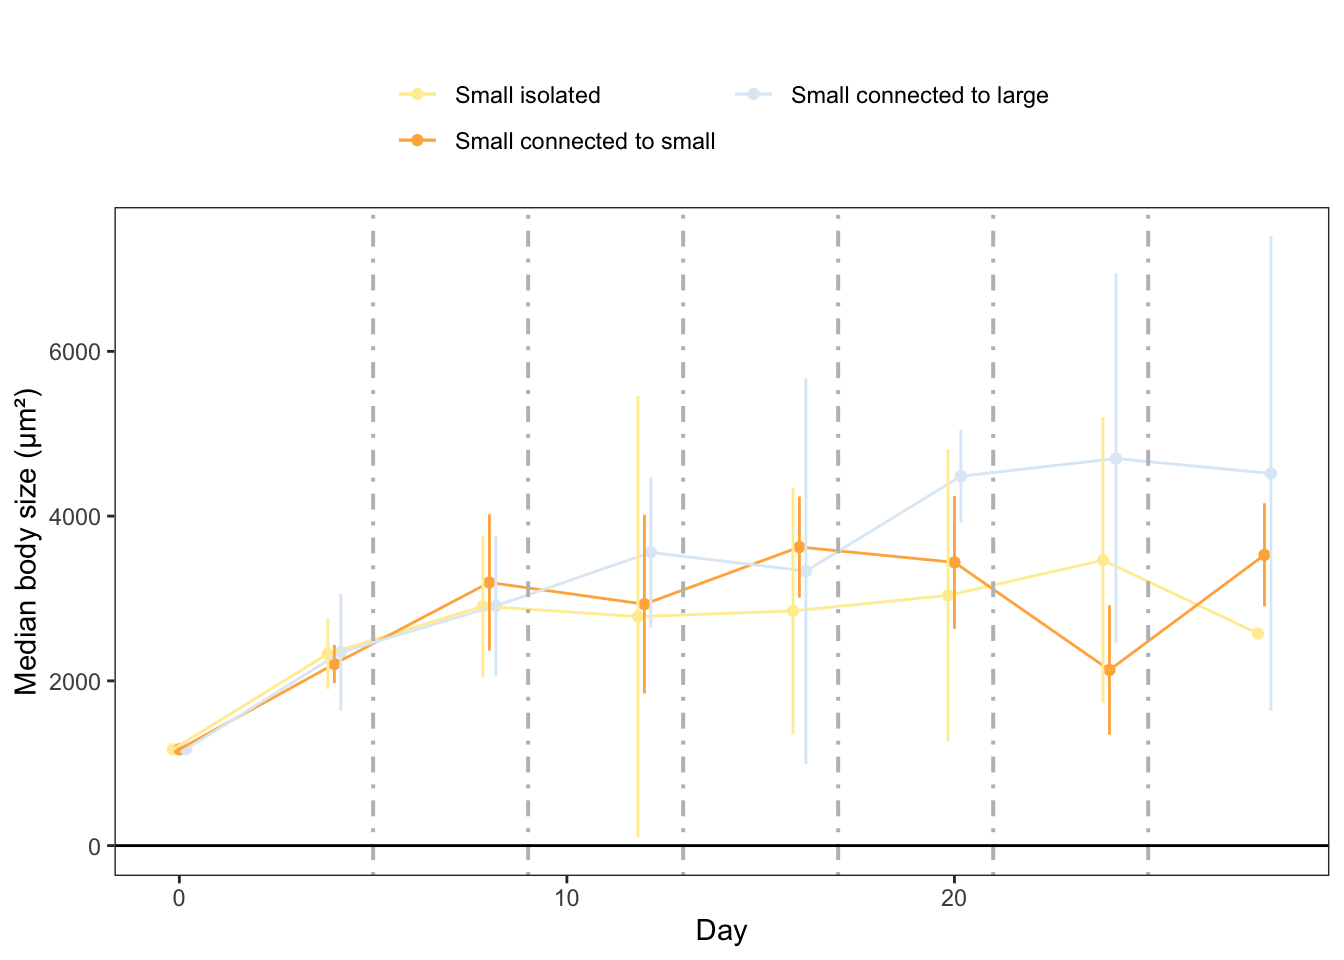 Small isolated
Small connected to large
Small connected to small
Median body size (μm²)
6000
4000
2000
0
0
10
20
Day